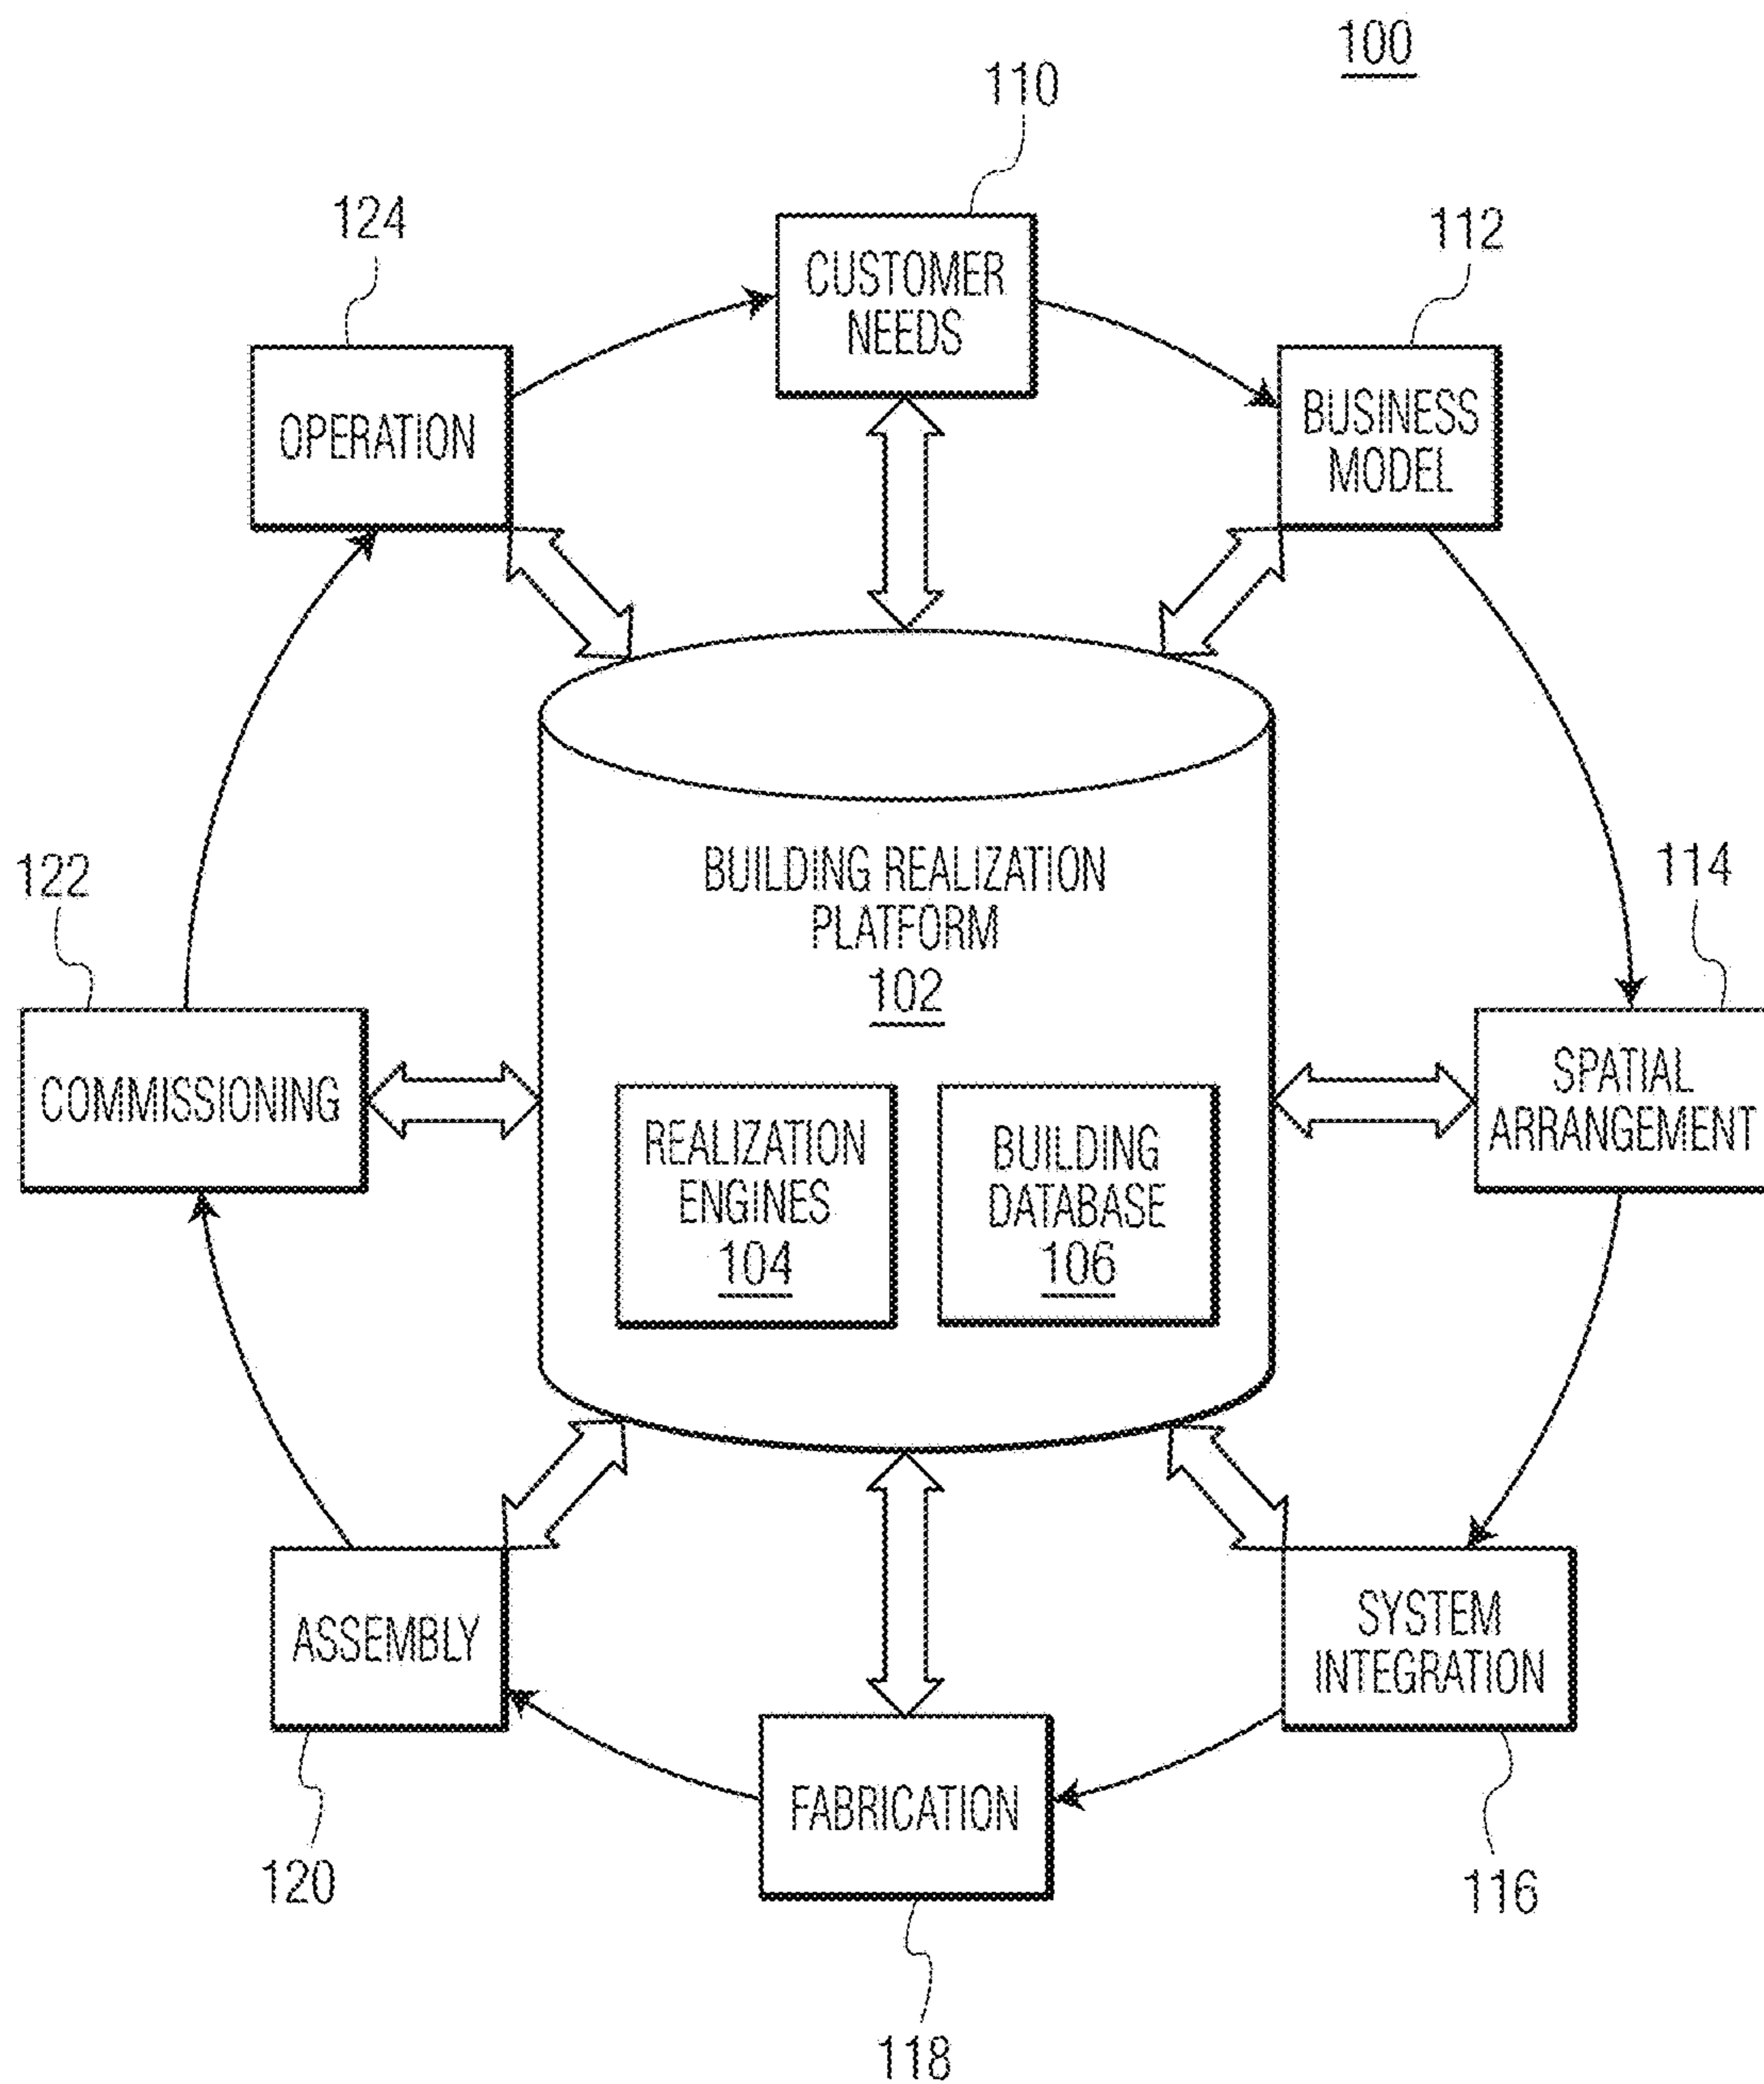 100
110
124
112
CUSTOMER
NEEDS
OPERATION
BUSINESS
MODEL
122
114
BUILDING REALIZATION
PLATFORM
102
COMMISSIONING
SPATIAL
ARRANGEMENT
REALIZATION
ENGINES
104
BUILDING
DATABASE
106
ASSEMBLY
SYSTEM
INTEGRATION
FABRICATION
120
116
118